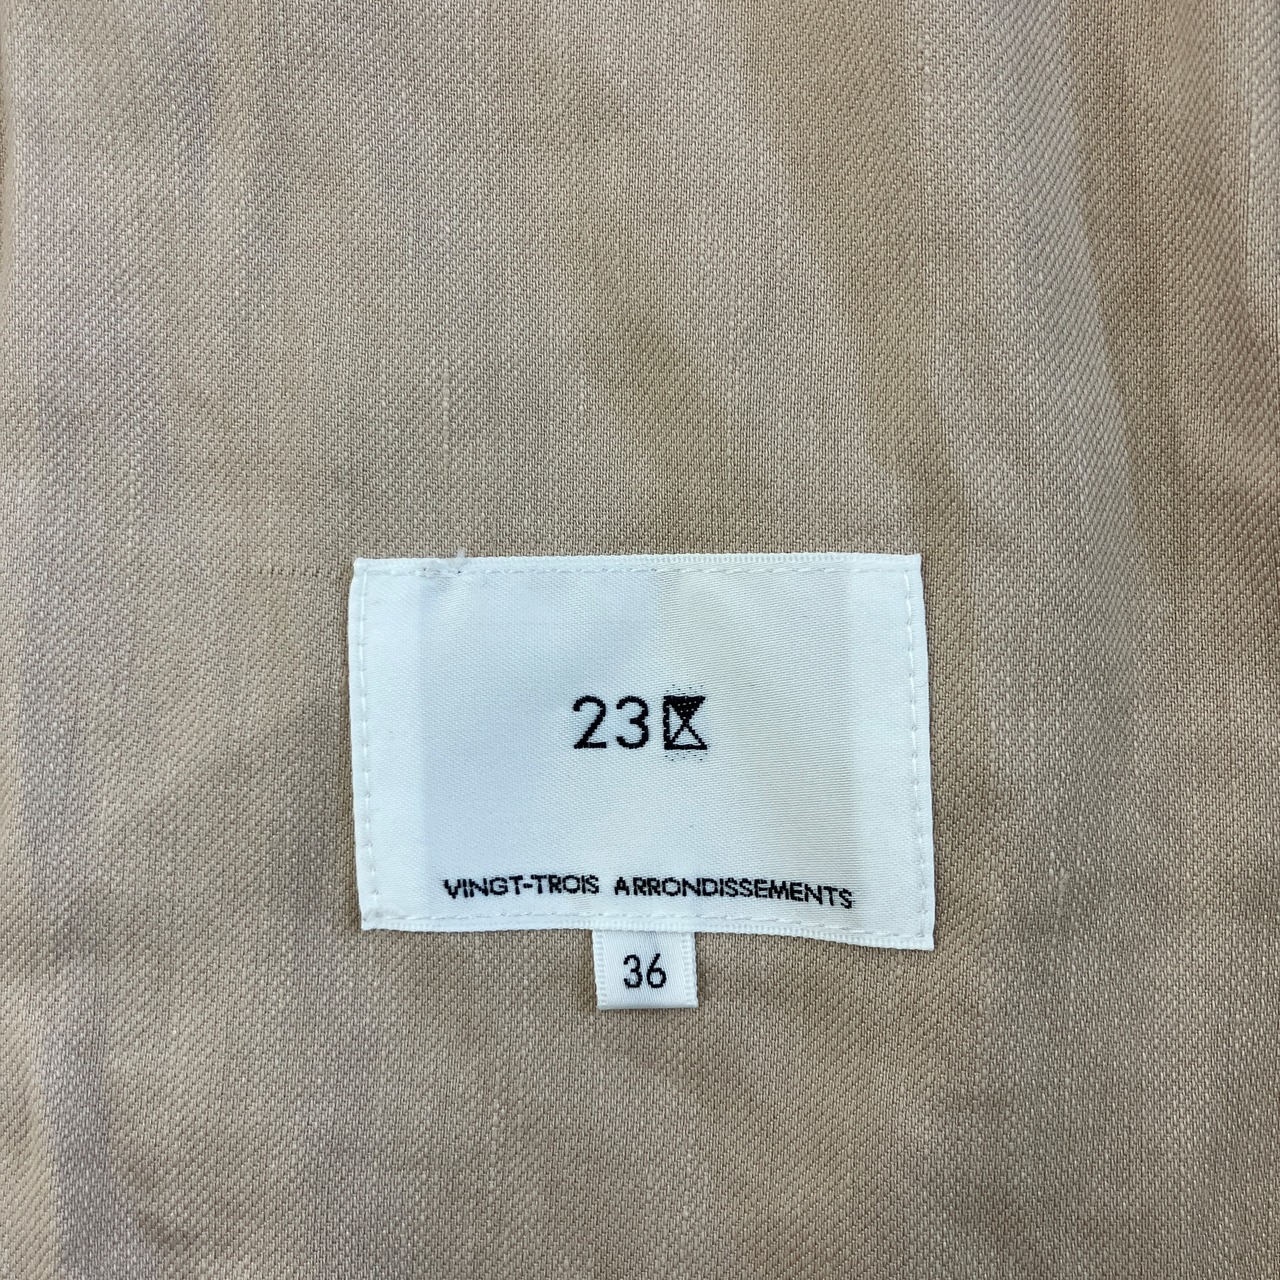 23区
VINGT-TROIS ARRONDISSEMENTS
36